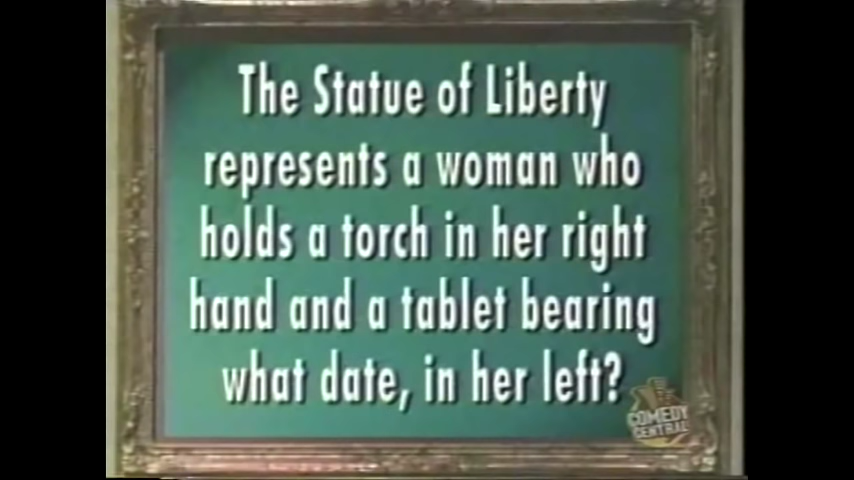 The Statue of Liberty
represents a woman who
holds a torch in her right
hand and a tablet bearing
what date, in her left?
COMEDY
CENTRAL